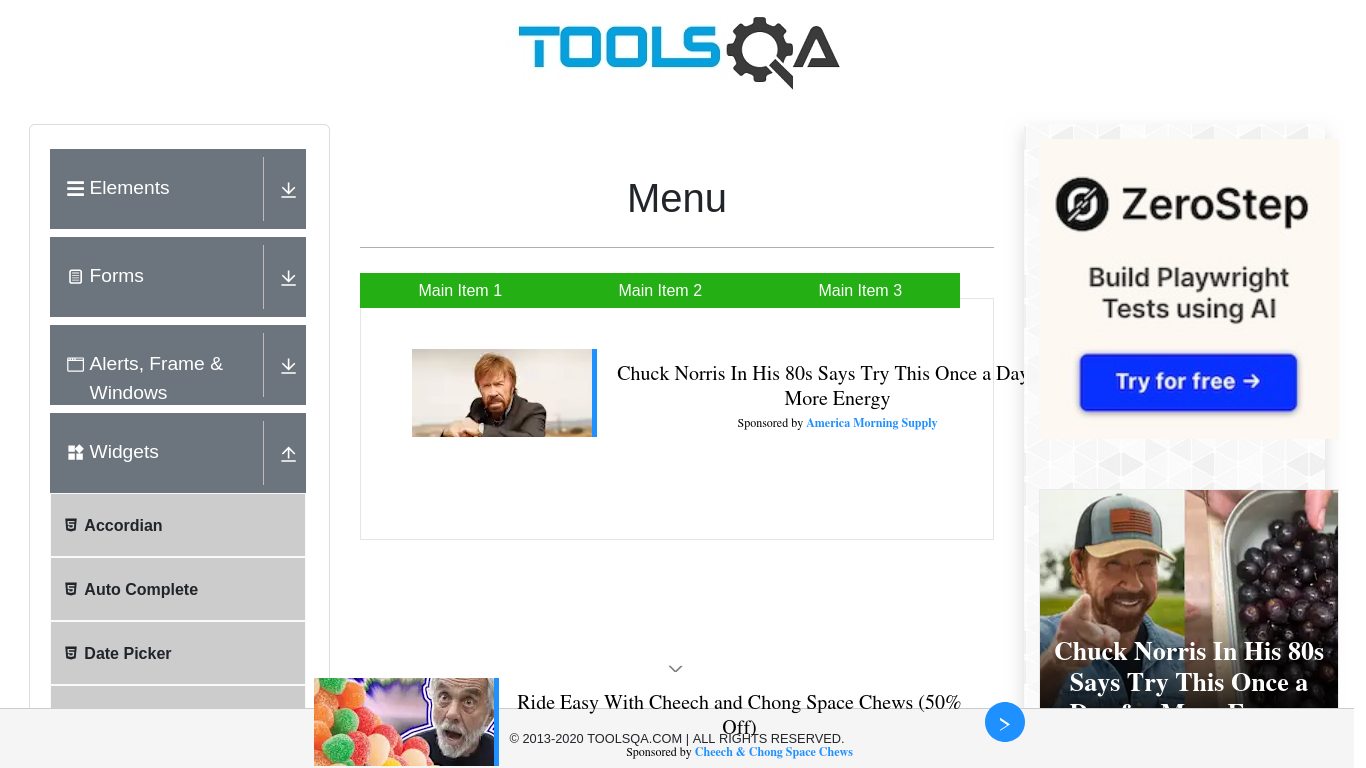 TOOLSQA
Elements
Forms
Alerts, Frame &
Windows
Widgets
Accordian
Auto Complete
Date Picker
Menu
Main Item 1
Main Item 2
Main Item 3
Chuck Norris In His 80s Says Try This Once a Day
More Energy
Sponsored by America Morning Supply
ZeroStep
Build Playwright
Tests using AI
Try for free →
Chuck Norris In His 80s
Says Try This Once a
Ride Easy With Cheech and Chong Space Chews (50%
Off)
© 2013-2020 TOOLSQA.COM | ALL RIGHTS RESERVED.
Sponsored by Cheech & Chong Space Chews